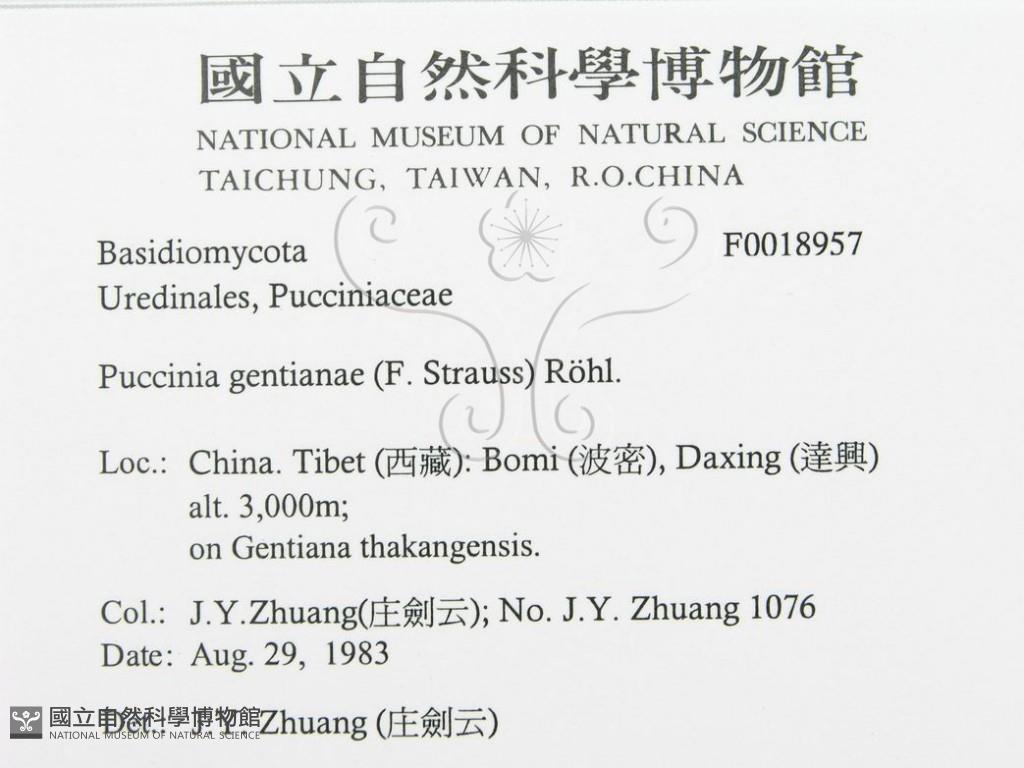 國立自然科學博物館
NATIONAL MUSEUM OF NATURAL SCIENCE
TAICHUNG, TAIWAN, R.O.CHINA
Basidiomycota F0018957
Uredinales, Pucciniaceae
Puccinia gentianae (F. Strauss) Röhl.
Loc.: China. Tibet (西藏): Bomi (波密), Daxing (達興)
alt. 3,000m;
on Gentiana thakangensis.
Col.: J.Y.Zhuang(庄劍云); No. J.Y. Zhuang 1076
Date: Aug. 29, 1983
Det.: J.Y. Zhuang (庄劍云)
國立自然科學博物館
NATIONAL MUSEUM OF NATURAL SCIENCE